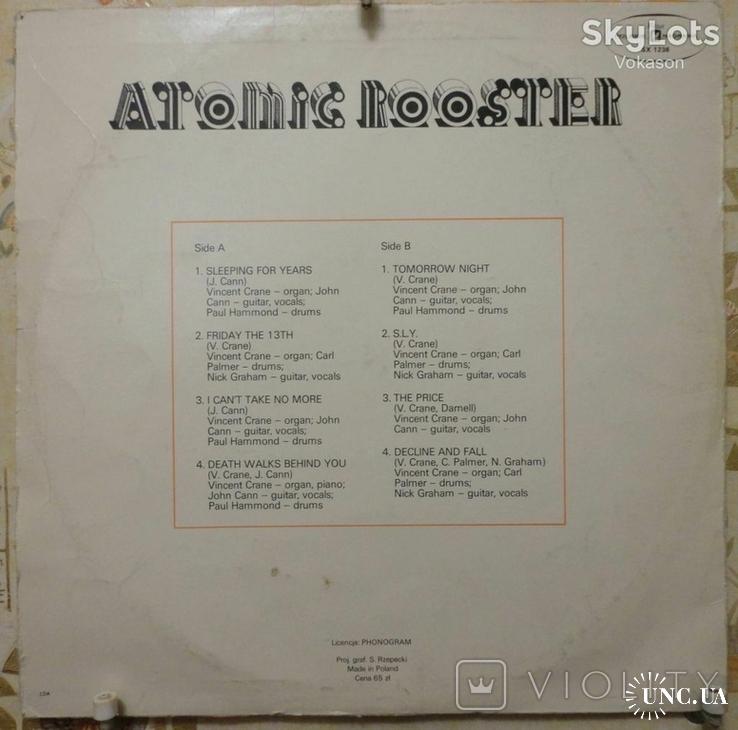 SkyLots
Vokason
SX 1238
ATOMIC ROOSTER
Side A
1. SLEEPING FOR YEARS
(J. Cann)
Vincent Crane – organ; John
Cann – guitar, vocals;
Paul Hammond – drums
2. FRIDAY THE 13TH
(V. Crane)
Vincent Crane – organ; Carl
Palmer – drums;
Nick Graham – guitar, vocals
3. I CAN'T TAKE NO MORE
(J. Cann)
Vincent Crane – organ; John
Cann – guitar, vocals;
Paul Hammond – drums
4. DEATH WALKS BEHIND YOU
(V. Crane, J. Cann)
Vincent Crane – organ, piano;
John Cann – guitar, vocals;
Paul Hammond – drums
Side B
1. TOMORROW NIGHT
(V. Crane)
Vincent Crane – organ; John
Cann – guitar, vocals;
Paul Hammond – drums
2. S.L.Y.
(V. Crane)
Vincent Crane – organ; Carl
Palmer – drums;
Nick Graham – guitar, vocals
3. THE PRICE
(V. Crane, Darnell)
Vincent Crane – organ; John
Cann – guitar, vocals
4. DECLINE AND FALL
(V. Crane, C. Palmer, N. Graham)
Vincent Crane – organ; Carl
Palmer – drums;
Nick Graham – guitar, vocals
Licencja: PHONOGRAM
Proj. graf. S. Rzepecki
Made in Poland
Cena 65 zł
VIOLITY
UNC.UA